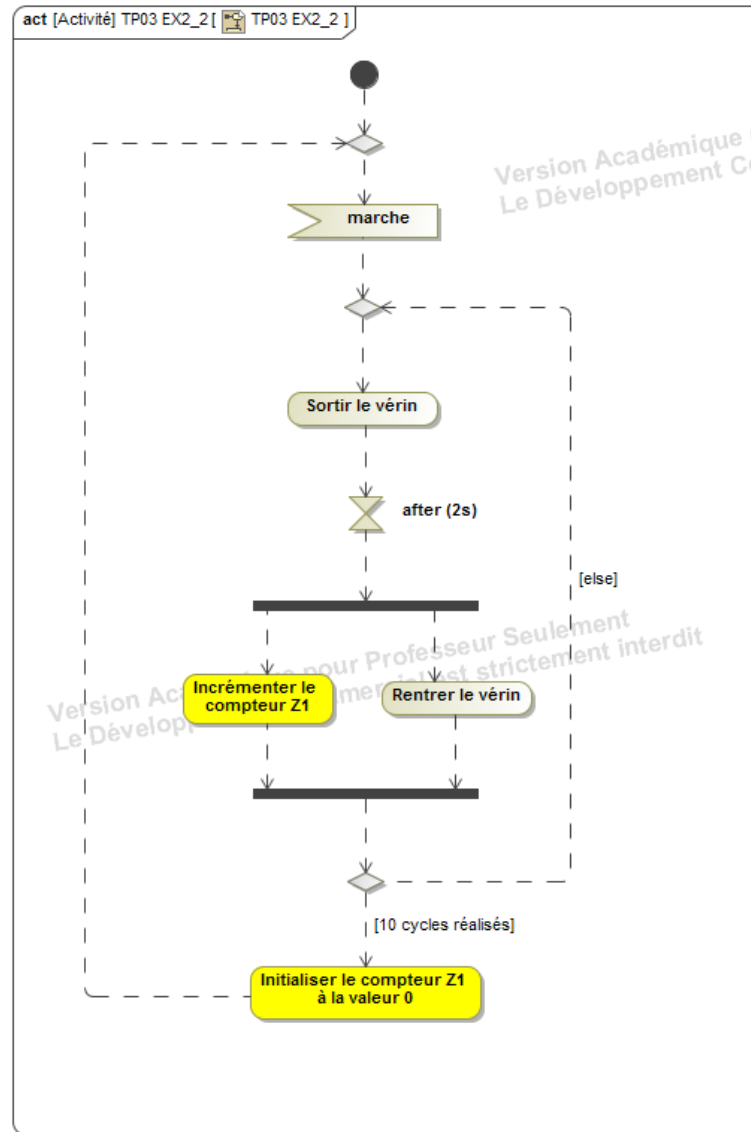 act [Activité] TP03 EX2_2 [ TP03 EX2_2 ]
Version Académique
Le Développement
marche
Sortir le vérin
after (2s)
[else]
Version pour Professeur Seulement
Le est strictement interdit
Incrémenter le
compteur Z1
Rentrer le vérin
[10 cycles réalisés]
Initialiser le compteur Z1
à la valeur 0